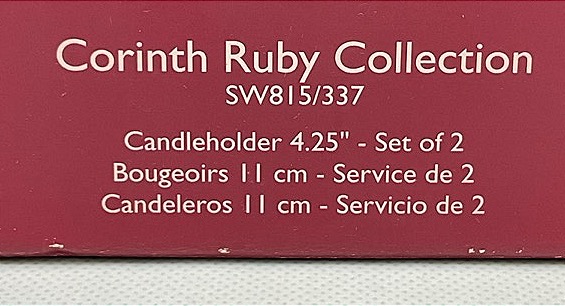 Corinth Ruby Collection
SW815/337
Candleholder 4.25" - Set of 2
Bougeoirs 11 cm - Service de 2
Candeleros 11 cm - Servicio de 2